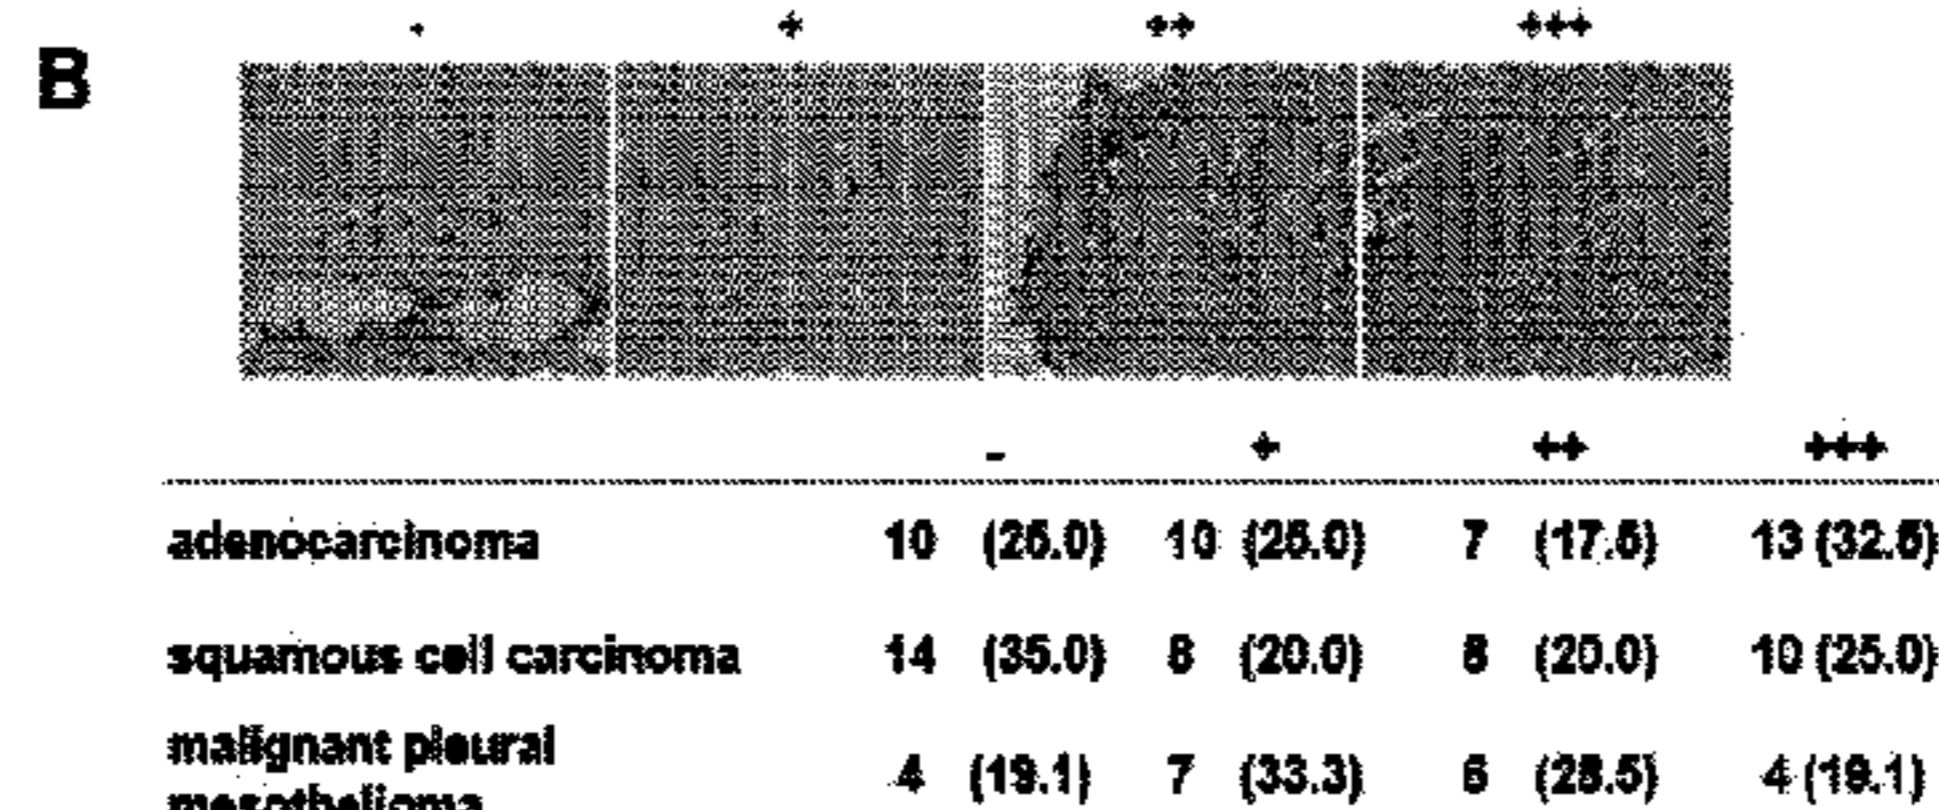 - + ++ +++
B
- + ++ +++
adenocarcinoma 10 (25.0) 10 (25.0) 7 (17.5) 13 (32.5)
squamous cell carcinoma 14 (35.0) 8 (20.0) 8 (20.0) 10 (25.0)
malignant pleural
mesothelioma 4 (19.1) 7 (33.3) 6 (28.5) 4 (19.1)